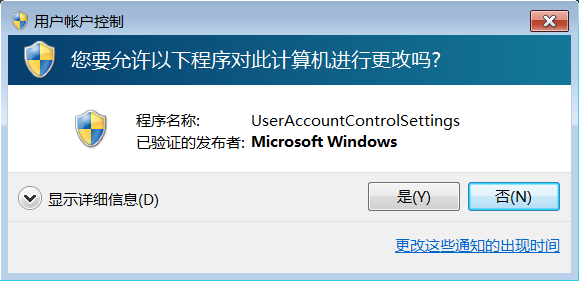 用户帐户控制
您要允许以下程序对此计算机进行更改吗?
程序名称: UserAccountControlSettings
已验证的发布者: Microsoft Windows
显示详细信息(D) 是(Y) 否(N)
更改这些通知的出现时间